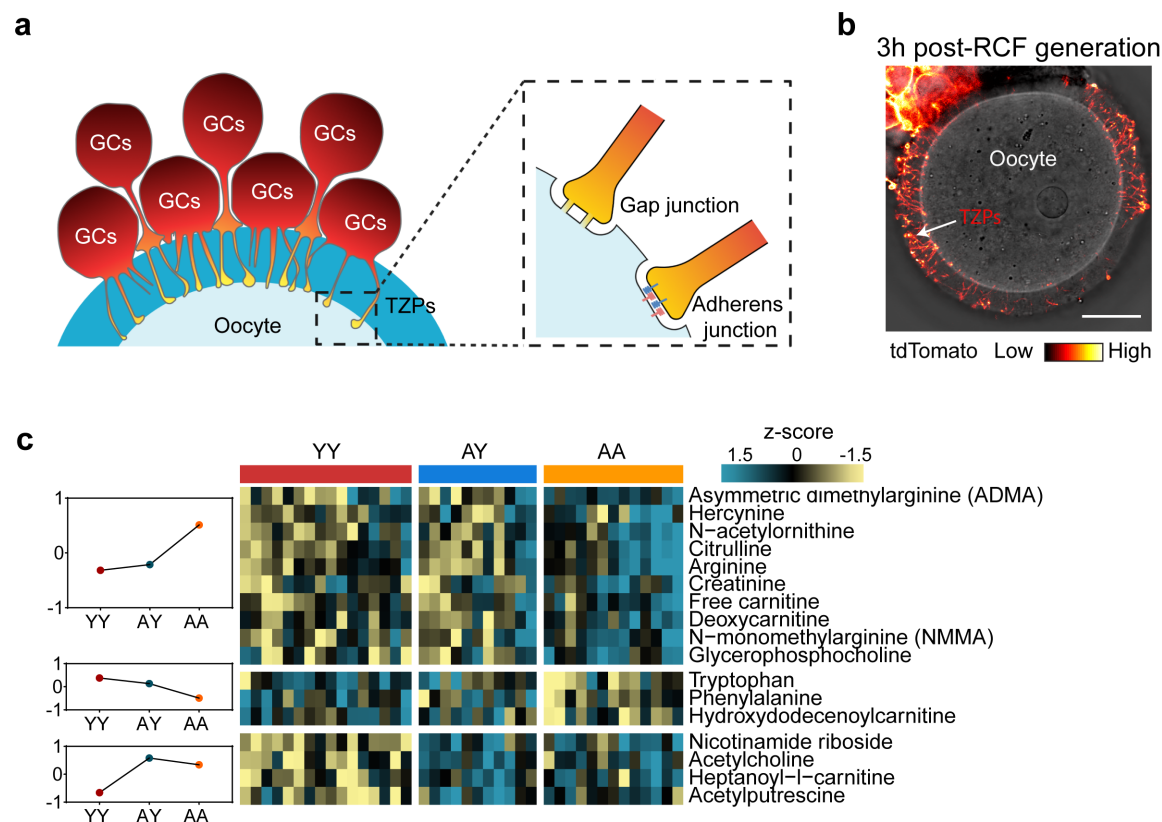 a
GCs
GCs
GCs
GCs
GCs
GCs
GCs
TZPs
Oocyte
Gap junction
Adherens
junction
b
3h post-RCF generation
Oocyte
TZPs
tdTomato Low High
c
YY AY AA
z-score
1.5 0 -1.5
1
0
-1
YY AY AA
Asymmetric dimethylarginine (ADMA)
Hercynine
N−acetylornithine
Citrulline
Arginine
Creatinine
Free carnitine
Deoxycarnitine
N−monomethylarginine (NMMA)
Glycerophosphocholine
1
0
-1
YY AY AA
Tryptophan
Phenylalanine
Hydroxydodecenoylcarnitine
1
0
-1
YY AY AA
Nicotinamide riboside
Acetylcholine
Heptanoyl−l−carnitine
Acetylputrescine